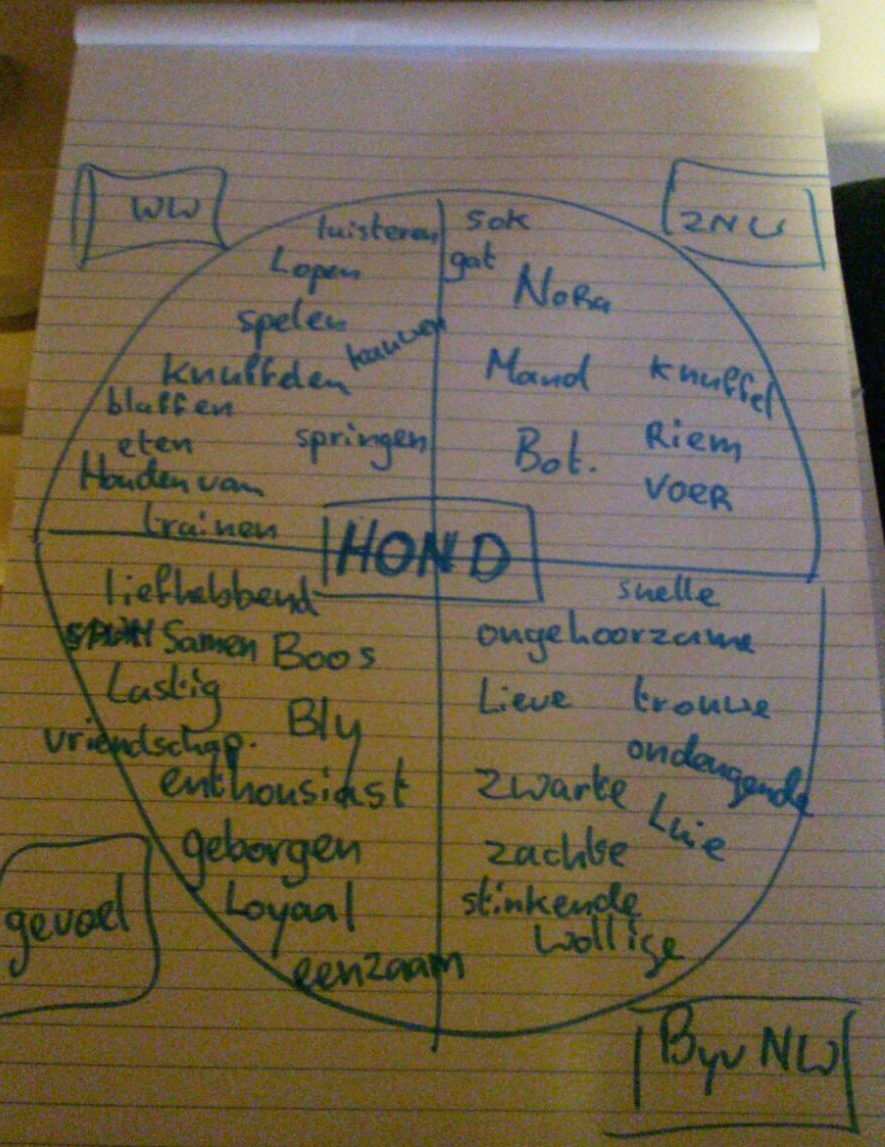 WW
luisteren
Lopen
spelen
Knuffelen
kauwen
blaffen
eten
springen
Houden van
trainen
ZNW
sok
gat
NoRa
Mand
knuffel
Bot.
Riem
VOER
HOND
liefhebbend
Samen
Boos
Lastig
Bly
vriendschap.
enthousiast
geborgen
Loyaal
eenzaam
gevoel
snelle
ongehoorzame
Lieve
trouwe
ondeugende
zwarte
Luie
zachte
stinkende
wollige
Byv NW